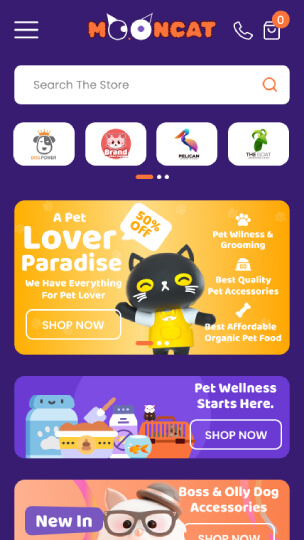 MOONCAT
0
Search The Store
DOG POWER
Brand
PELICAN
THE GOAT
A Pet
Lover
Paradise
We Have Everything
For Pet Lover
SHOP NOW
50%
OFF
Pet Wilness &
Grooming
Best Quality
Pet Accessories
Best Affordable
Organic Pet Food
Pet Wellness
Starts Here.
SHOP NOW
New In
Boss & Olly Dog
Accessories
SHOP NOW